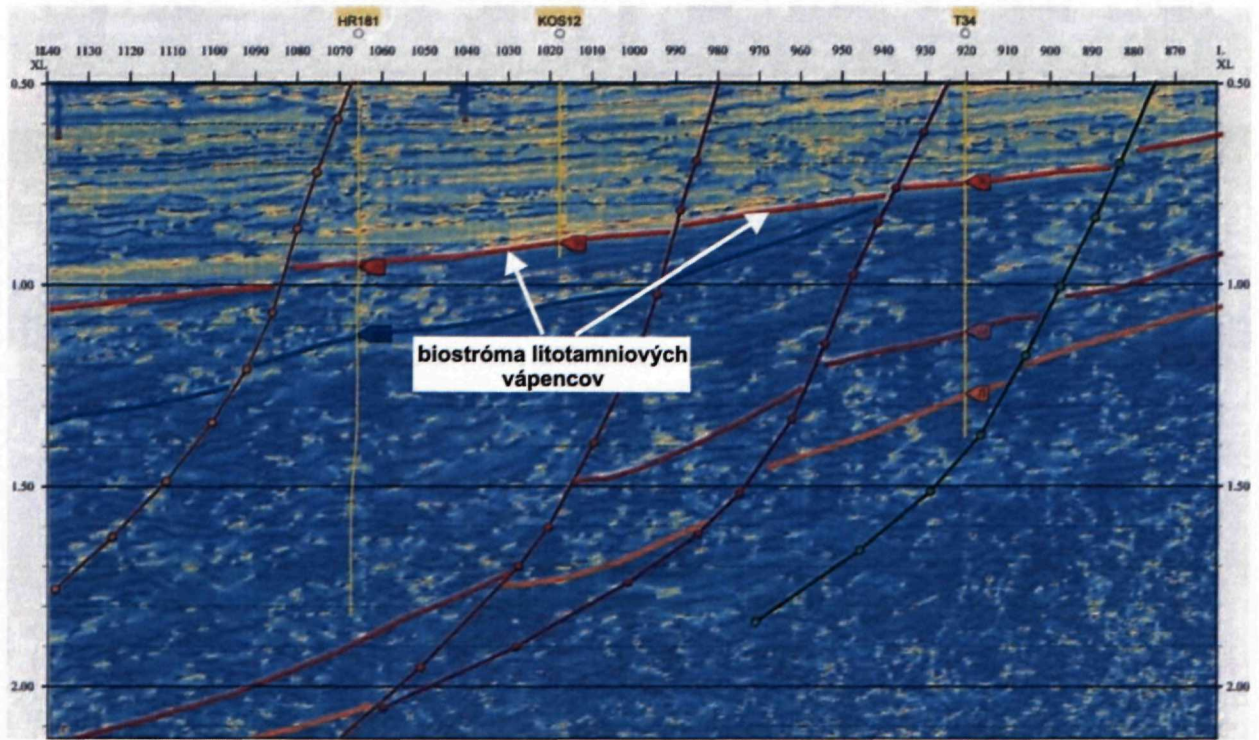 HR181 KOS12 T34
1140 1130 1120 1110 1100 1090 1080 1070 1060 1050 1040 1030 1020 1010 1000 990 980 970 960 950 940 930 920 910 900 890 880 870
XL XL
0.50 0.50
1.00 1.00
biostróma litotamniových
vápencov
1.50 1.50
2.00 2.00